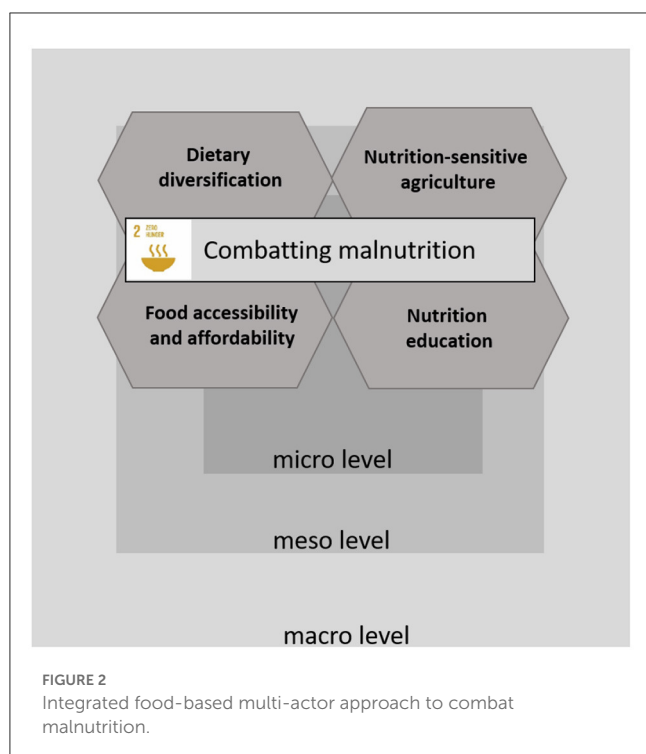 Dietary
diversification
Nutrition-sensitive
agriculture
2 ZERO
HUNGER
Combatting malnutrition
Food accessibility
and affordability
Nutrition
education
micro level
meso level
macro level
FIGURE 2
Integrated food-based multi-actor approach to combat
malnutrition.